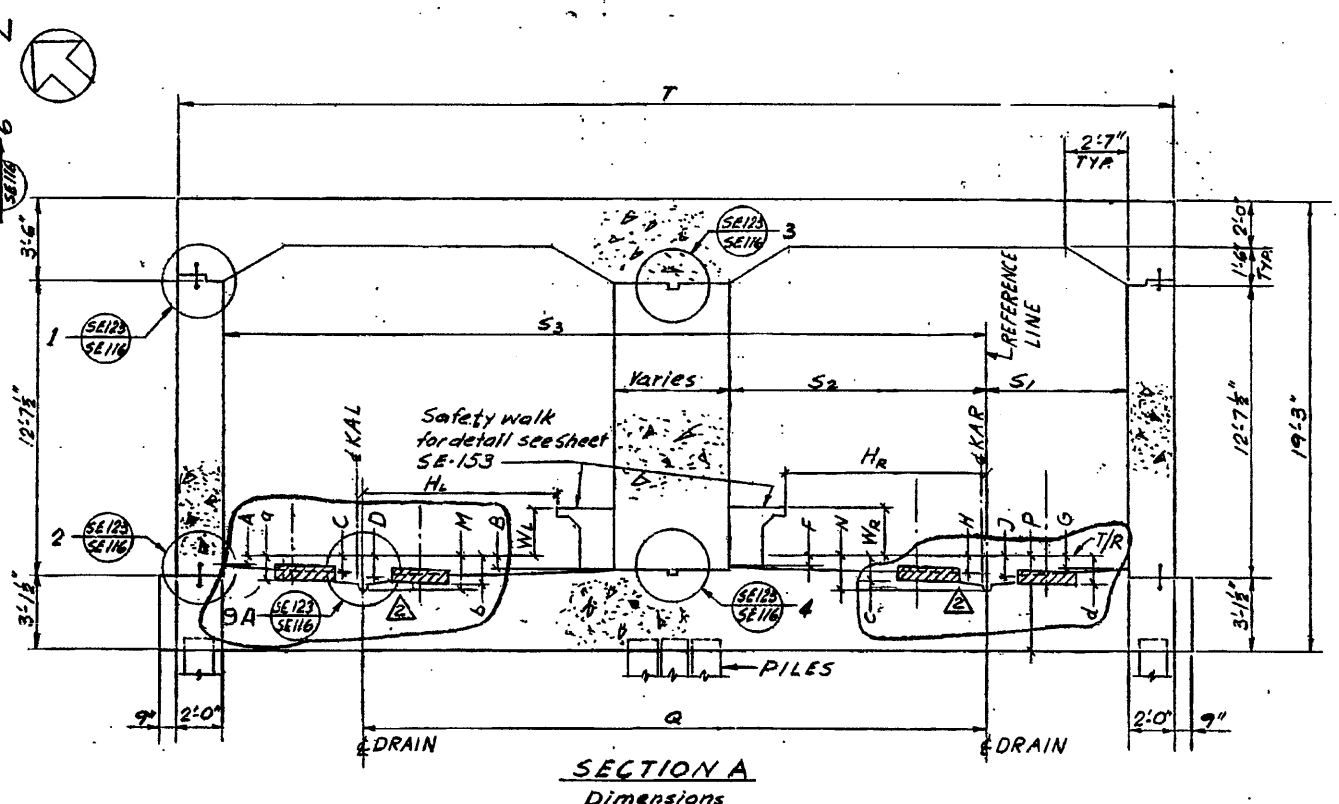 T
2'-7"
TYP.
SE116
3'-6"
SE123
SE116
3
2'-0"
1'-6"
TYP.
REFERENCE
LINE
1
SE123
SE116
S3
Varies
S2
S1
12'-7½"
12'-7½"
19'-3"
Safety walk
for detail see Sheet
SE-153
℄ KAL
℄ KAR
HL
HR
2
SE123
SE116
A
a
C
D
M
B
WL
F
N
WR
H
J
P
G
T/R
9A
SE123
SE116
2
b
SE123
SE116
4
c
2
d
3'-1½"
3'-1½"
PILES
9"
2'-0"
Q
2'-0"
9"
℄ DRAIN
℄ DRAIN
SECTION A
Dimensions